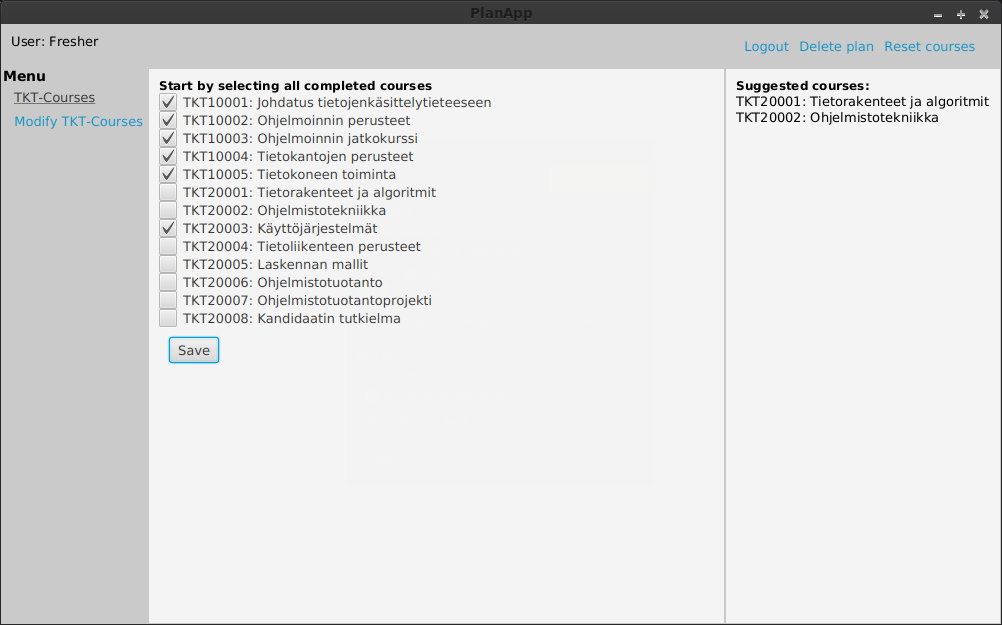 PlanApp
User: Fresher
Logout Delete plan Reset courses
Menu
TKT-Courses
Modify TKT-Courses
Start by selecting all completed courses
TKT10001: Johdatus tietojenkäsittelytieteeseen
TKT10002: Ohjelmoinnin perusteet
TKT10003: Ohjelmoinnin jatkokurssi
TKT10004: Tietokantojen perusteet
TKT10005: Tietokoneen toiminta
TKT20001: Tietorakenteet ja algoritmit
TKT20002: Ohjelmistotekniikka
TKT20003: Käyttöjärjestelmät
TKT20004: Tietoliikenteen perusteet
TKT20005: Laskennan mallit
TKT20006: Ohjelmistotuotanto
TKT20007: Ohjelmistotuotantoprojekti
TKT20008: Kandidaatin tutkielma
Save
Suggested courses:
TKT20001: Tietorakenteet ja algoritmit
TKT20002: Ohjelmistotekniikka